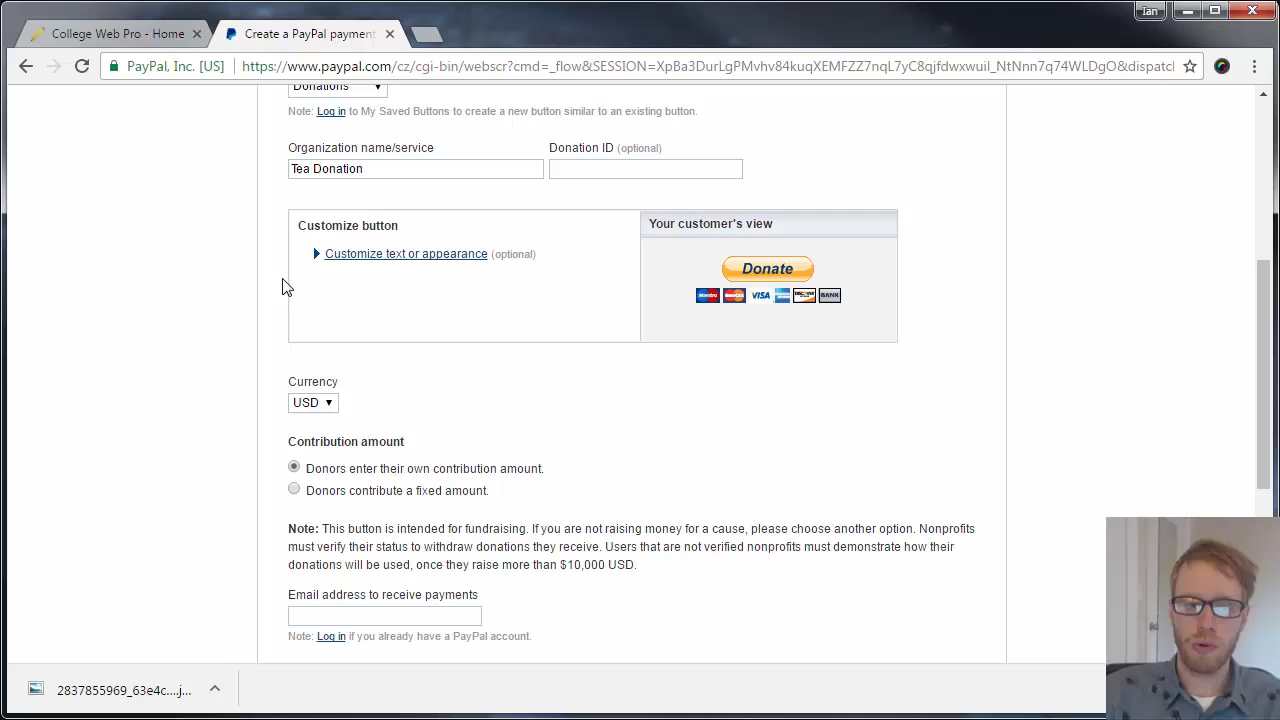 Ian
College Web Pro - Home
Create a PayPal payment
PayPal, Inc. [US]
https://www.paypal.com/cz/cgi-bin/webscr?cmd=_flow&SESSION=XpBa3DurLgPMvhv84kuqXEMFZZ7nqL7yC8qjfdwxwuil_NtNnn7q74WLDgO&dispatch
Donations
Note: Log in to My Saved Buttons to create a new button similar to an existing button.
Organization name/service
Donation ID (optional)
Tea Donation
Customize button
Your customer's view
Customize text or appearance (optional)
Donate
Maestro MasterCard VISA DISCOVER BANK
Currency
USD
Contribution amount
Donors enter their own contribution amount.
Donors contribute a fixed amount.
Note: This button is intended for fundraising. If you are not raising money for a cause, please choose another option. Nonprofits
must verify their status to withdraw donations they receive. Users that are not verified nonprofits must demonstrate how their
donations will be used, once they raise more than $10,000 USD.
Email address to receive payments
Note: Log in if you already have a PayPal account.
2837855969_63e4c....j...